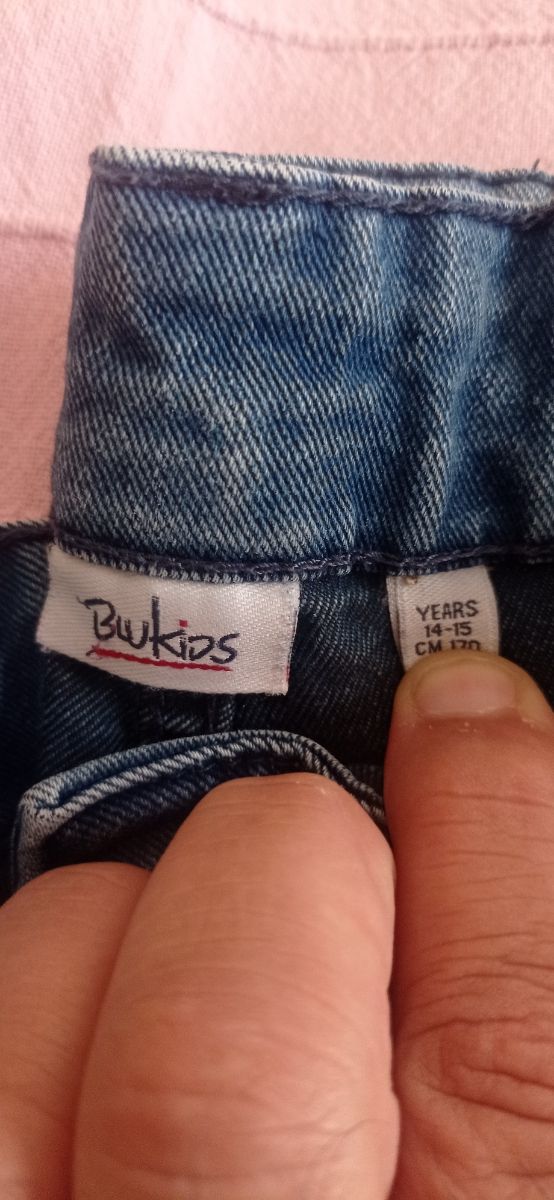 BLUKIDS
YEARS
14-15
CM 170